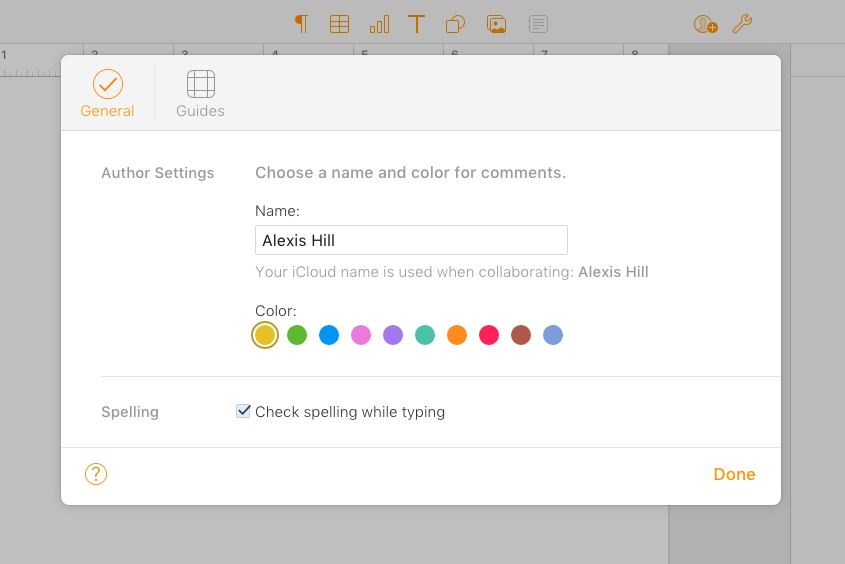 1 2 3 4 5 6 7 8
General Guides
Author Settings Choose a name and color for comments.
Name:
Alexis Hill
Your iCloud name is used when collaborating: Alexis Hill
Color:
Spelling Check spelling while typing
? Done